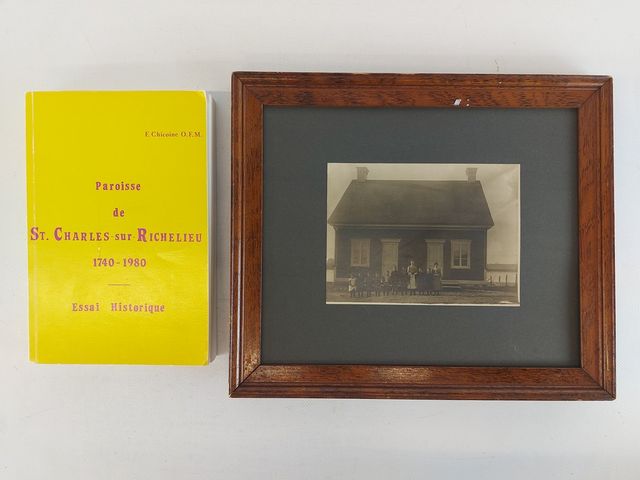 E Chicoine O.F.M.
Paroisse
de
ST. CHARLES-SUR-RICHELIEU
1740-1980
Essai Historique